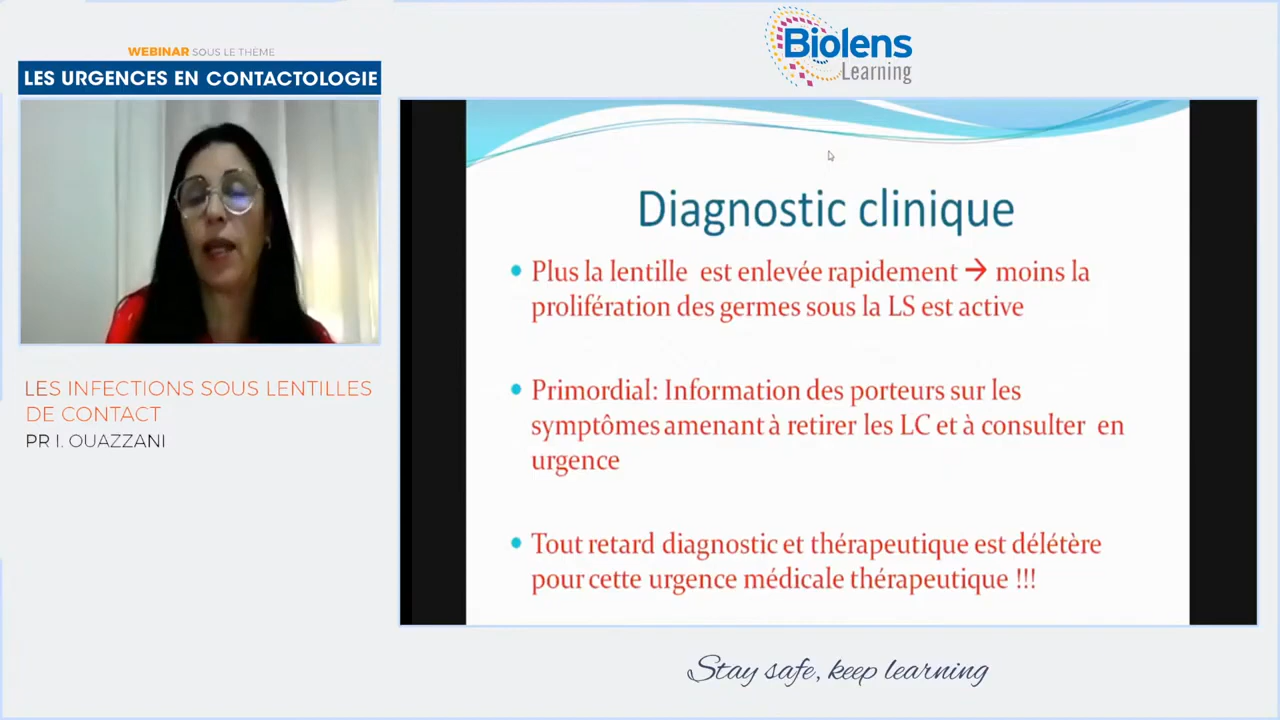 WEBINAR SOUS LE THÈME
LES URGENCES EN CONTACTOLOGIE
Biolens
Learning
LES INFECTIONS SOUS LENTILLES
DE CONTACT
PR I. OUAZZANI
Diagnostic clinique
• Plus la lentille est enlevée rapidement → moins la
prolifération des germes sous la LS est active
• Primordial: Information des porteurs sur les
symptômes amenant à retirer les LC et à consulter en
urgence
• Tout retard diagnostic et thérapeutique est délétère
pour cette urgence médicale thérapeutique !!!
Stay safe, keep learning